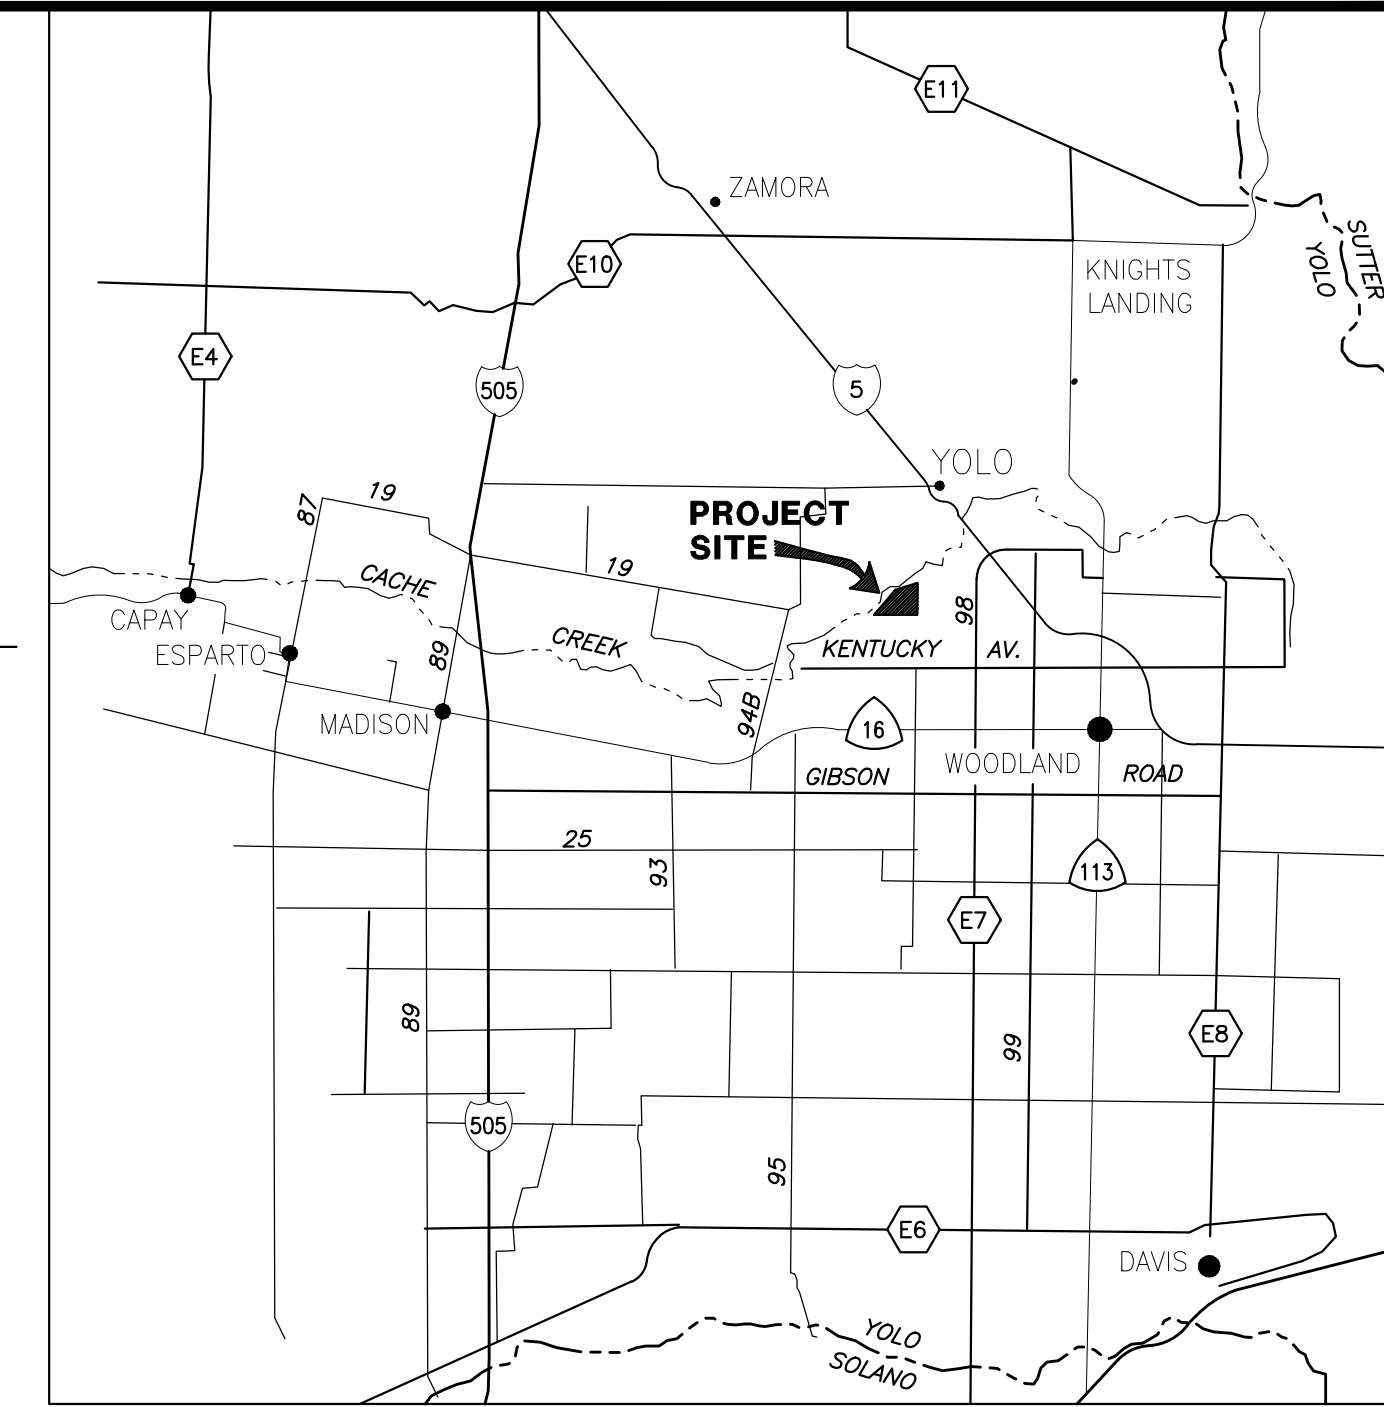 E11
ZAMORA
SUTTER
YOLO
E10
KNIGHTS
LANDING
E4
505
5
YOLO
87
19
PROJECT
SITE
19
CACHE
98
CAPAY
CREEK
KENTUCKY AV.
ESPARTO
89
94B
MADISON
16
WOODLAND
GIBSON ROAD
25
93
113
E7
89
99
E8
505
95
E6
DAVIS
YOLO
SOLANO